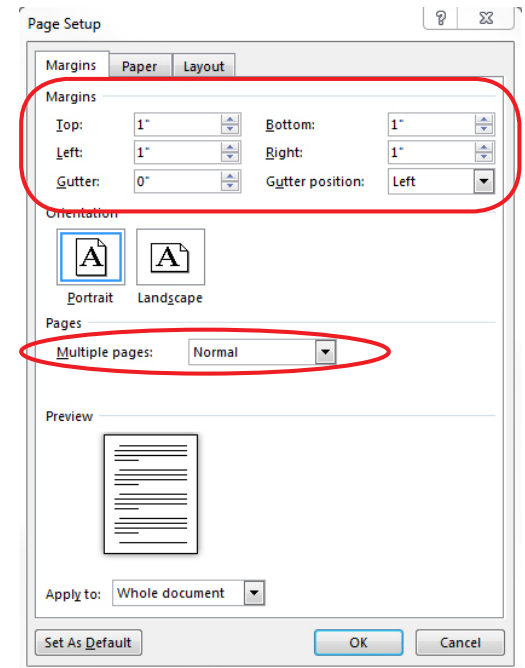 Page Setup
Margins Paper Layout
Margins
Top: 1" Bottom: 1"
Left: 1" Right: 1"
Gutter: 0" Gutter position: Left
Orientation
A A
Portrait Landscape
Pages
Multiple pages: Normal
Preview
Apply to: Whole document
Set As Default OK Cancel